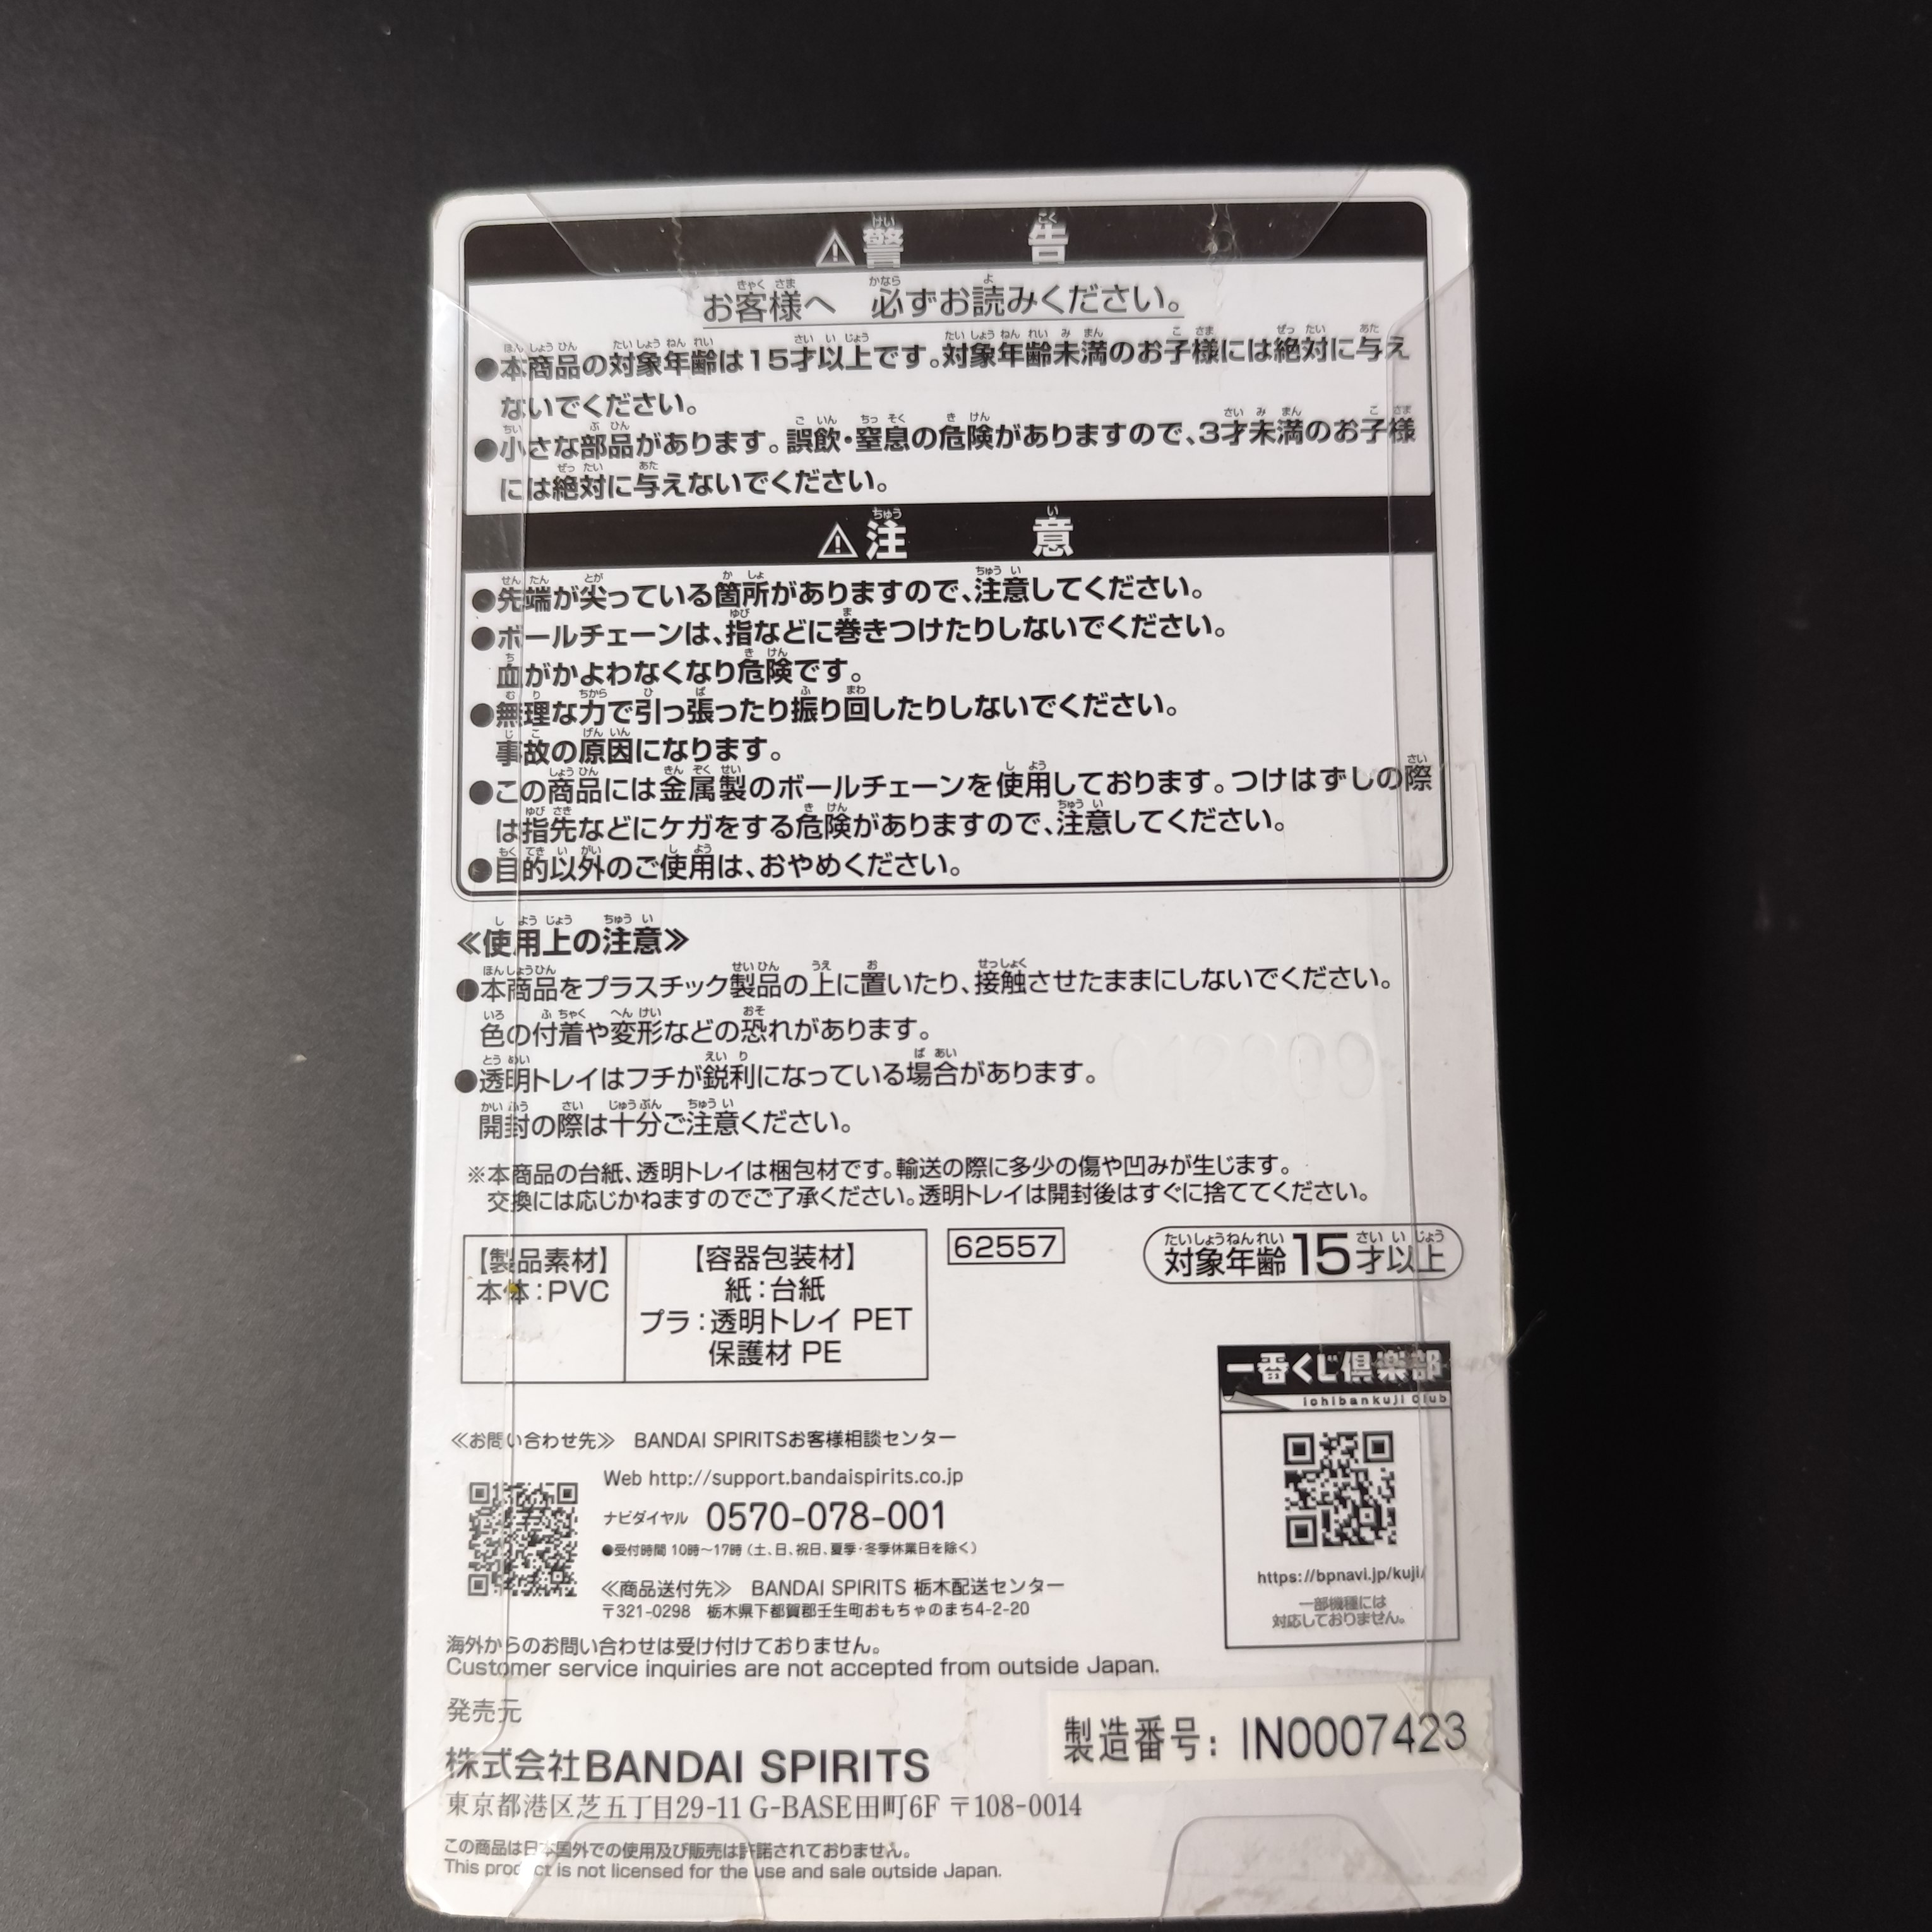 ⚠警告
お客様へ 必ずお読みください。
●本商品の対象年齢は15才以上です。対象年齢未満のお子様には絶対に与え
ないでください。
●小さな部品があります。誤飲・窒息の危険がありますので、3才未満のお子様
には絶対に与えないでください。
⚠注意
●先端が尖っている箇所がありますので、注意してください。
●ボールチェーンは、指などに巻きつけたりしないでください。
血がかよわなくなり危険です。
●無理な力で引っ張ったり振り回したりしないでください。
事故の原因になります。
●この商品には金属製のボールチェーンを使用しております。つけはずしの際
は指先などにケガをする危険がありますので、注意してください。
●目的以外のご使用は、おやめください。
≪使用上の注意≫
●本商品をプラスチック製品の上に置いたり、接触させたままにしないでください。
色の付着や変形などの恐れがあります。
●透明トレイはフチが鋭利になっている場合があります。
開封の際は十分ご注意ください。
※本商品の台紙、透明トレイは梱包材です。輸送の際に多少の傷や凹みが生じます。
交換には応じかねますのでご了承ください。透明トレイは開封後はすぐに捨ててください。
【製品素材】
本体:PVC
【容器包装材】
紙:台紙
プラ:透明トレイ PET
保護材 PE
62557
対象年齢15才以上
一番くじ倶楽部
ichibankuji Club
https://bpnavi.jp/kuji/
一部機種には
対応しておりません。
≪お問い合わせ先≫ BANDAI SPIRITSお客様相談センター
Web http://support.bandaispirits.co.jp
ナビダイヤル 0570-078-001
●受付時間 10時～17時(土、日、祝日、夏季・冬季休業日を除く)
≪商品送付先≫ BANDAI SPIRITS 栃木配送センター
〒321-0298 栃木県下都賀郡壬生町おもちゃのまち4-2-20
海外からのお問い合わせは受け付けておりません。
Customer service inquiries are not accepted from outside Japan.
発売元
株式会社BANDAI SPIRITS
東京都港区芝五丁目29-11 G-BASE田町6F 〒108-0014
製造番号: IN0007423
この商品は日本国外での使用及び販売は許諾されておりません。
This product is not licensed for the use and sale outside Japan.